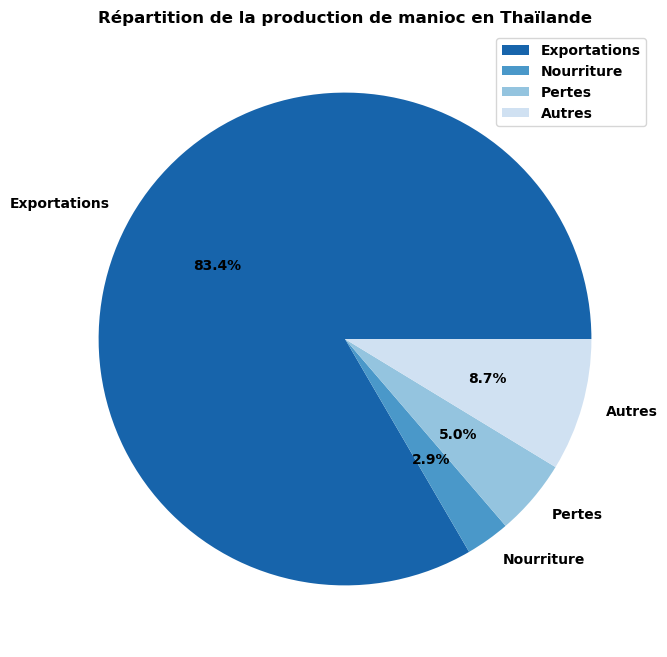 Répartition de la production de manioc en Thaïlande
Exportations
Nourriture
Pertes
Autres
Exportations
83.4%
8.7%
Autres
5.0%
2.9%
Pertes
Nourriture